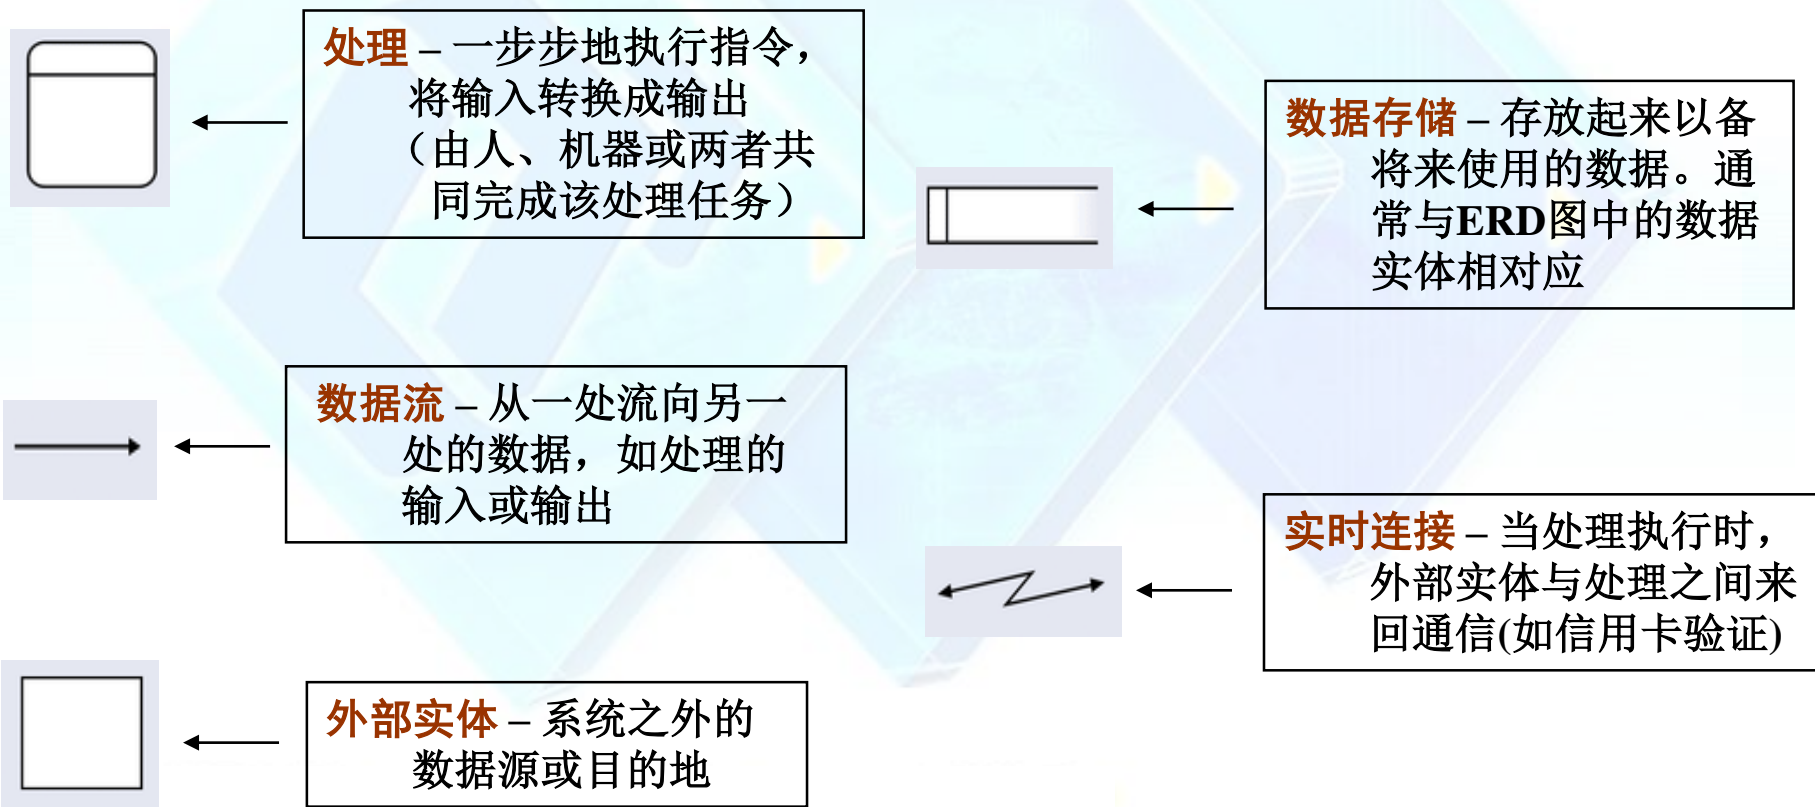 处理 – 一步步地执行指令，
将输入转换成输出
（由人、机器或两者共
同完成该处理任务）
数据存储 – 存放起来以备
将来使用的数据。通
常与ERD图中的数据
实体相对应
数据流 – 从一处流向另一
处的数据，如处理的
输入或输出
实时连接 – 当处理执行时，
外部实体与处理之间来
回通信(如信用卡验证)
外部实体 – 系统之外的
数据源或目的地